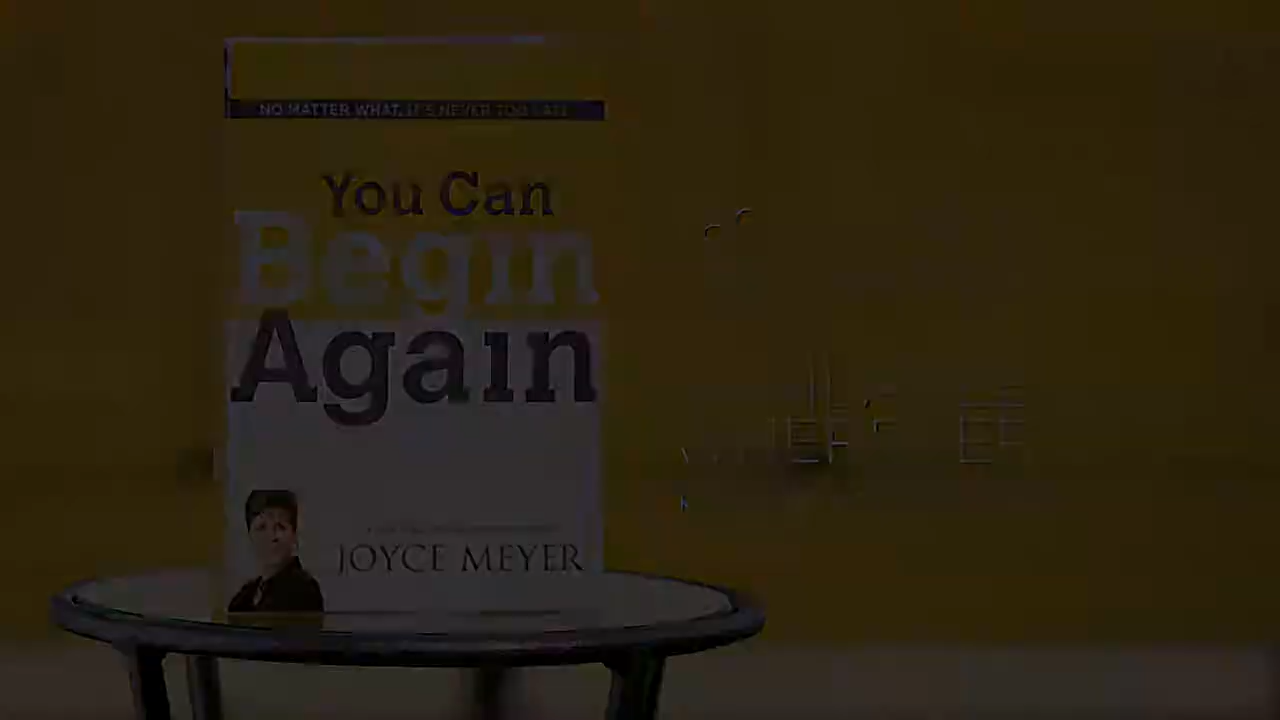 NO MATTER WHAT, IT'S NEVER TOO LATE
You Can
Begin
Again
JOYCE MEYER